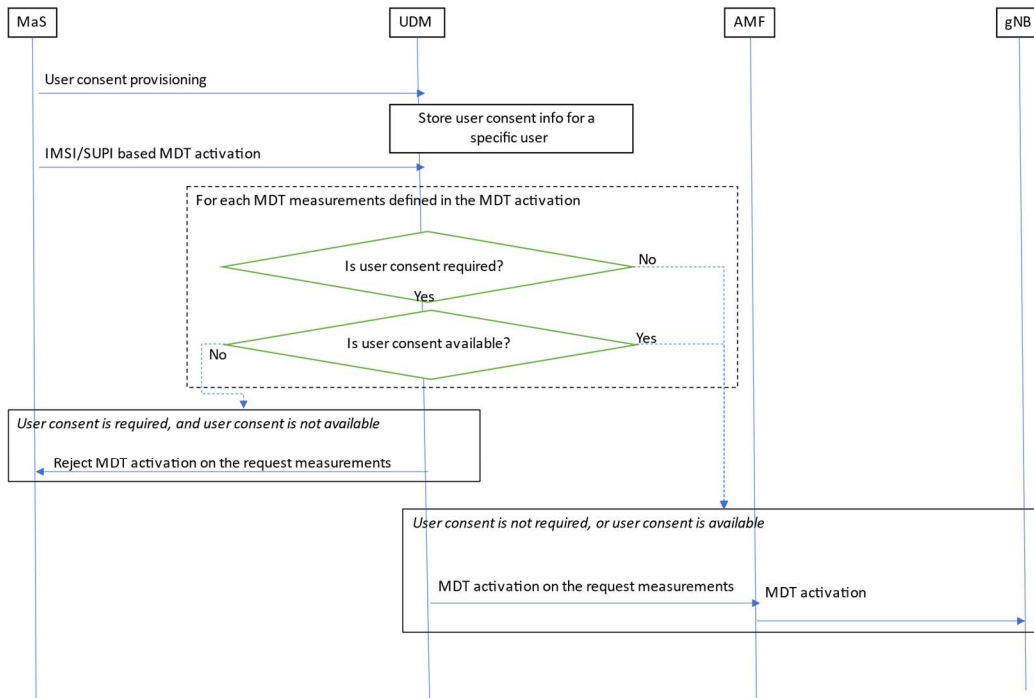 MaS
UDM
AMF
gNB
User consent provisioning
Store user consent info for a
specific user
IMSI/SUPI based MDT activation
For each MDT measurements defined in the MDT activation
Is user consent required?
No
Yes
Is user consent available?
Yes
No
User consent is required, and user consent is not available
Reject MDT activation on the request measurements
User consent is not required, or user consent is available
MDT activation on the request measurements
MDT activation